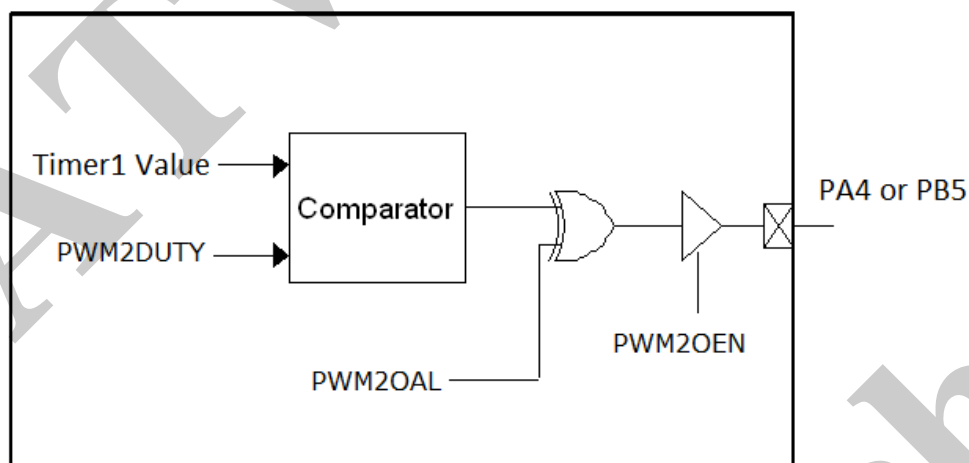 Timer1 Value
PWM2DUTY
Comparator
PWM2OAL
PWM2OEN
PA4 or PB5